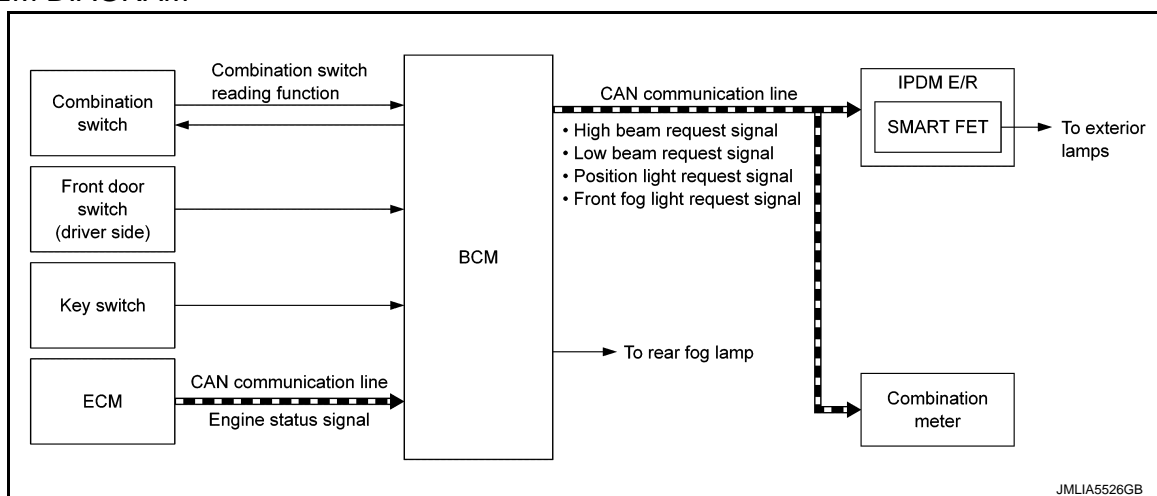 Combination switch
reading function
Combination
switch
Front door
switch
(driver side)
Key switch
ECM
CAN communication line
Engine status signal
BCM
CAN communication line
• High beam request signal
• Low beam request signal
• Position light request signal
• Front fog light request signal
To rear fog lamp
IPDM E/R
SMART FET
To exterior
lamps
Combination
meter
JMLIA5526GB